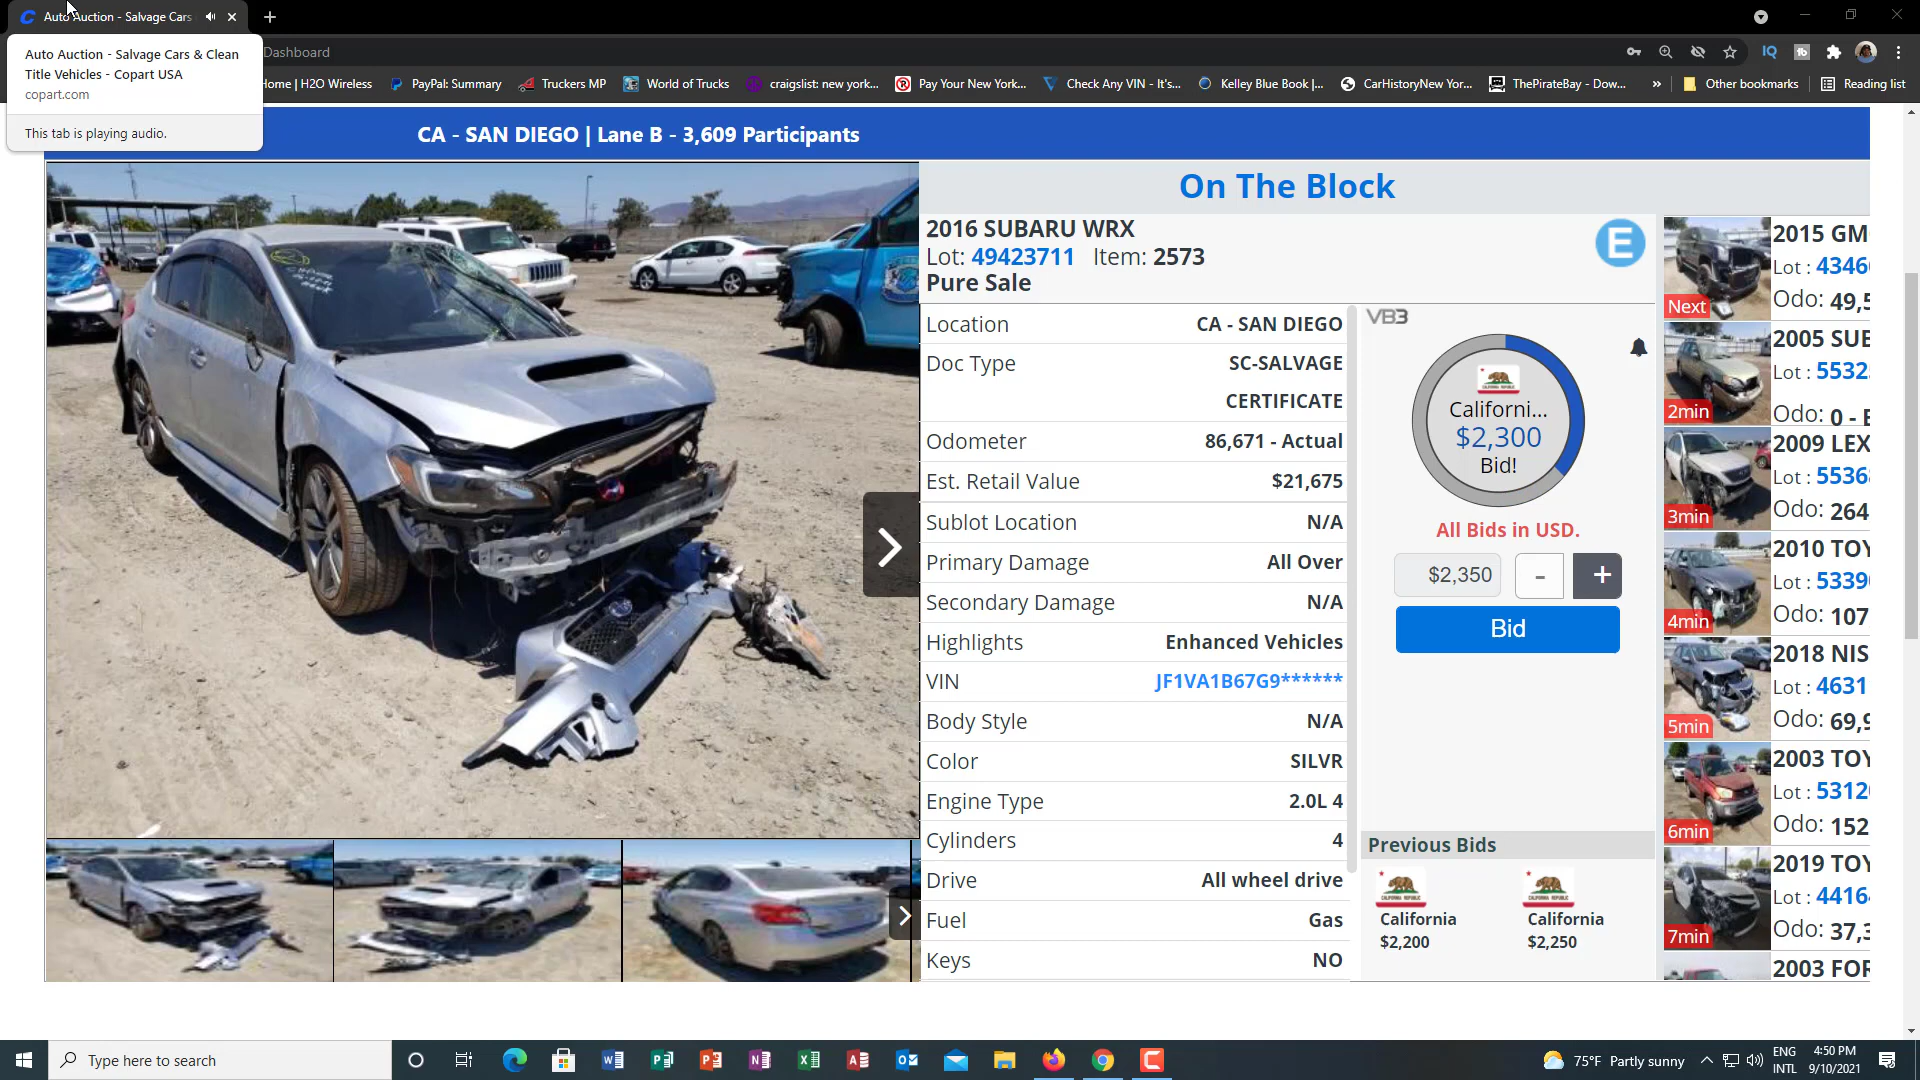 Auto Auction - Salvage Cars
Auto Auction - Salvage Cars & Clean
Title Vehicles - Copart USA
copart.com
This tab is playing audio.
Dashboard
IQ
Home | H2O Wireless
PayPal: Summary
Truckers MP
World of Trucks
craigslist: new york...
Pay Your New York...
Check Any VIN - It's...
Kelley Blue Book |...
CarHistoryNew Yor...
ThePirateBay - Dow...
»
Other bookmarks
Reading list
CA - SAN DIEGO | Lane B - 3,609 Participants
On The Block
2016 SUBARU WRX
Lot: 49423711 Item: 2573
Pure Sale
E
Location CA - SAN DIEGO
Doc Type SC-SALVAGE
CERTIFICATE
Odometer 86,671 - Actual
Est. Retail Value $21,675
Sublot Location N/A
Primary Damage All Over
Secondary Damage N/A
Highlights Enhanced Vehicles
VIN JF1VA1B67G9******
Body Style N/A
Color SILVR
Engine Type 2.0L 4
Cylinders 4
Drive All wheel drive
Fuel Gas
Keys NO
VB3
Californi...
$2,300
Bid!
All Bids in USD.
$2,350 - +
Bid
Previous Bids
California
$2,200
California
$2,250
2015 GM
Lot : 4346
Odo: 49,5
Next
2005 SUE
Lot : 5532
Odo: 0 - E
2min
2009 LEX
Lot : 5536
Odo: 264
3min
2010 TOY
Lot : 5339
Odo: 107
4min
2018 NIS
Lot : 4631
Odo: 69,9
5min
2003 TOY
Lot : 5312
Odo: 152
6min
2019 TOY
Lot : 4416
Odo: 37,3
7min
2003 FOR
Type here to search
75°F Partly sunny
ENG
INTL
4:50 PM
9/10/2021